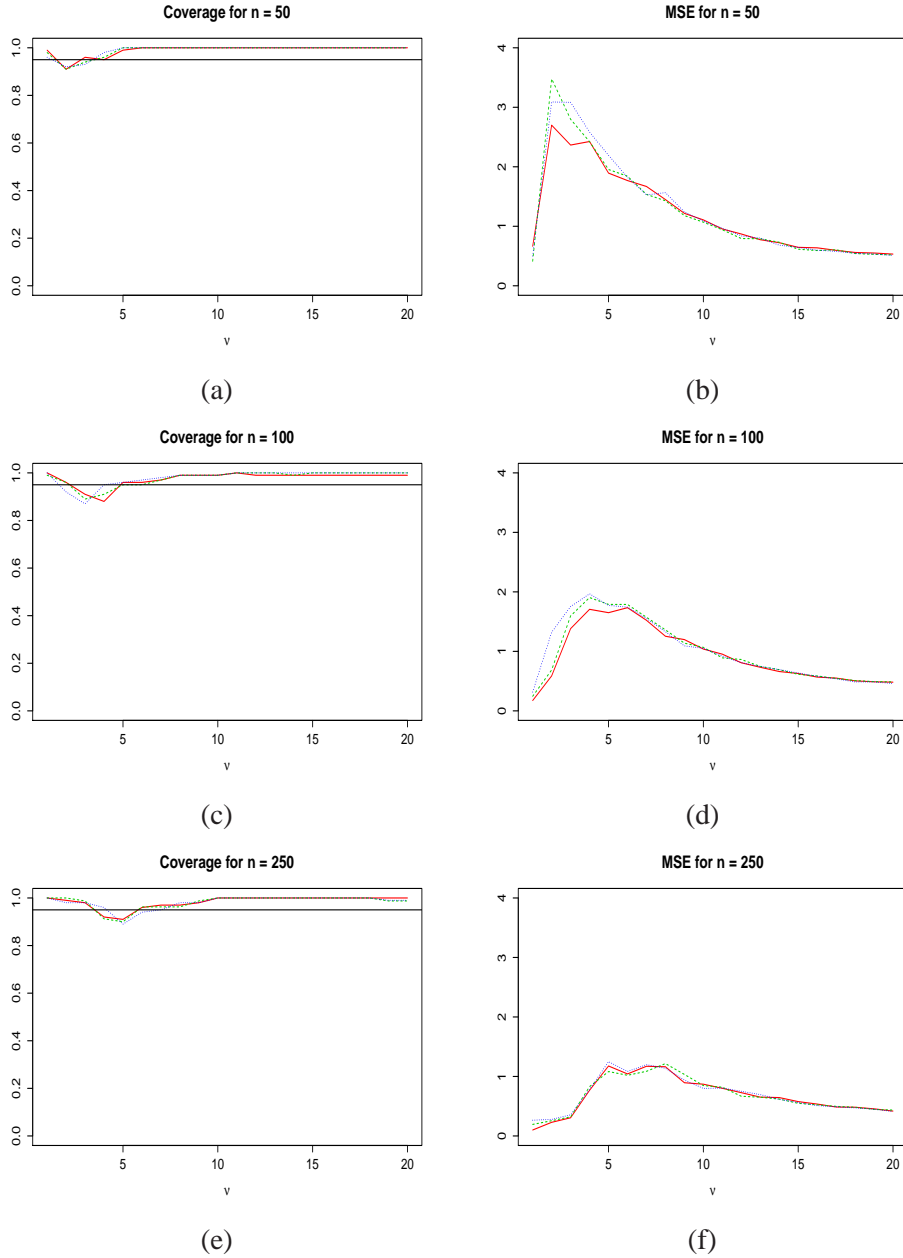 Coverage for n = 50
1.0
0.8
0.6
0.4
0.2
0.0
5 10 15 20
ν
(a)
MSE for n = 50
4
3
2
1
0
5 10 15 20
ν
(b)
Coverage for n = 100
1.0
0.8
0.6
0.4
0.2
0.0
5 10 15 20
ν
(c)
MSE for n = 100
4
3
2
1
0
5 10 15 20
ν
(d)
Coverage for n = 250
1.0
0.8
0.6
0.4
0.2
0.0
5 10 15 20
ν
(e)
MSE for n = 250
4
3
2
1
0
5 10 15 20
ν
(f)